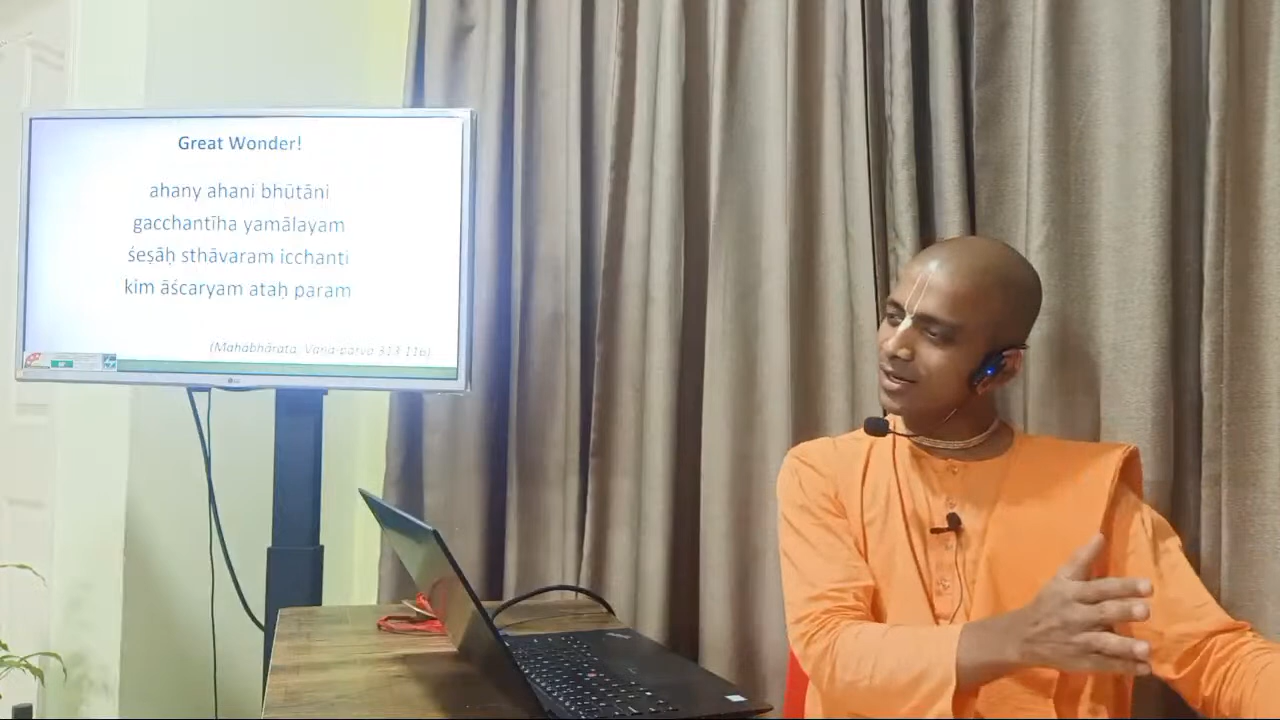 Great Wonder!
ahany ahani bhūtāni
gacchantīha yamālayam
śeṣāḥ sthāvaram icchanti
kim āścaryam ataḥ param
(Mahabhārata, Vana-parva 313.116)
LG